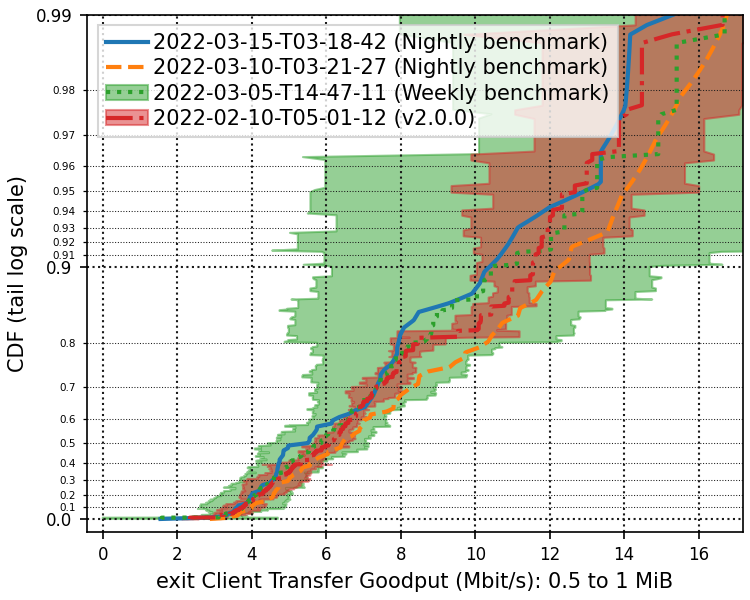 0.99
2022-03-15-T03-18-42 (Nightly benchmark)
2022-03-10-T03-21-27 (Nightly benchmark)
2022-03-05-T14-47-11 (Weekly benchmark)
2022-02-10-T05-01-12 (v2.0.0)
0.98
0.97
0.96
0.95
0.94
0.93
0.92
0.91
0.9
0.8
0.7
0.6
0.5
0.4
0.3
0.2
0.1
0.0
CDF (tail log scale)
0 2 4 6 8 10 12 14 16
exit Client Transfer Goodput (Mbit/s): 0.5 to 1 MiB